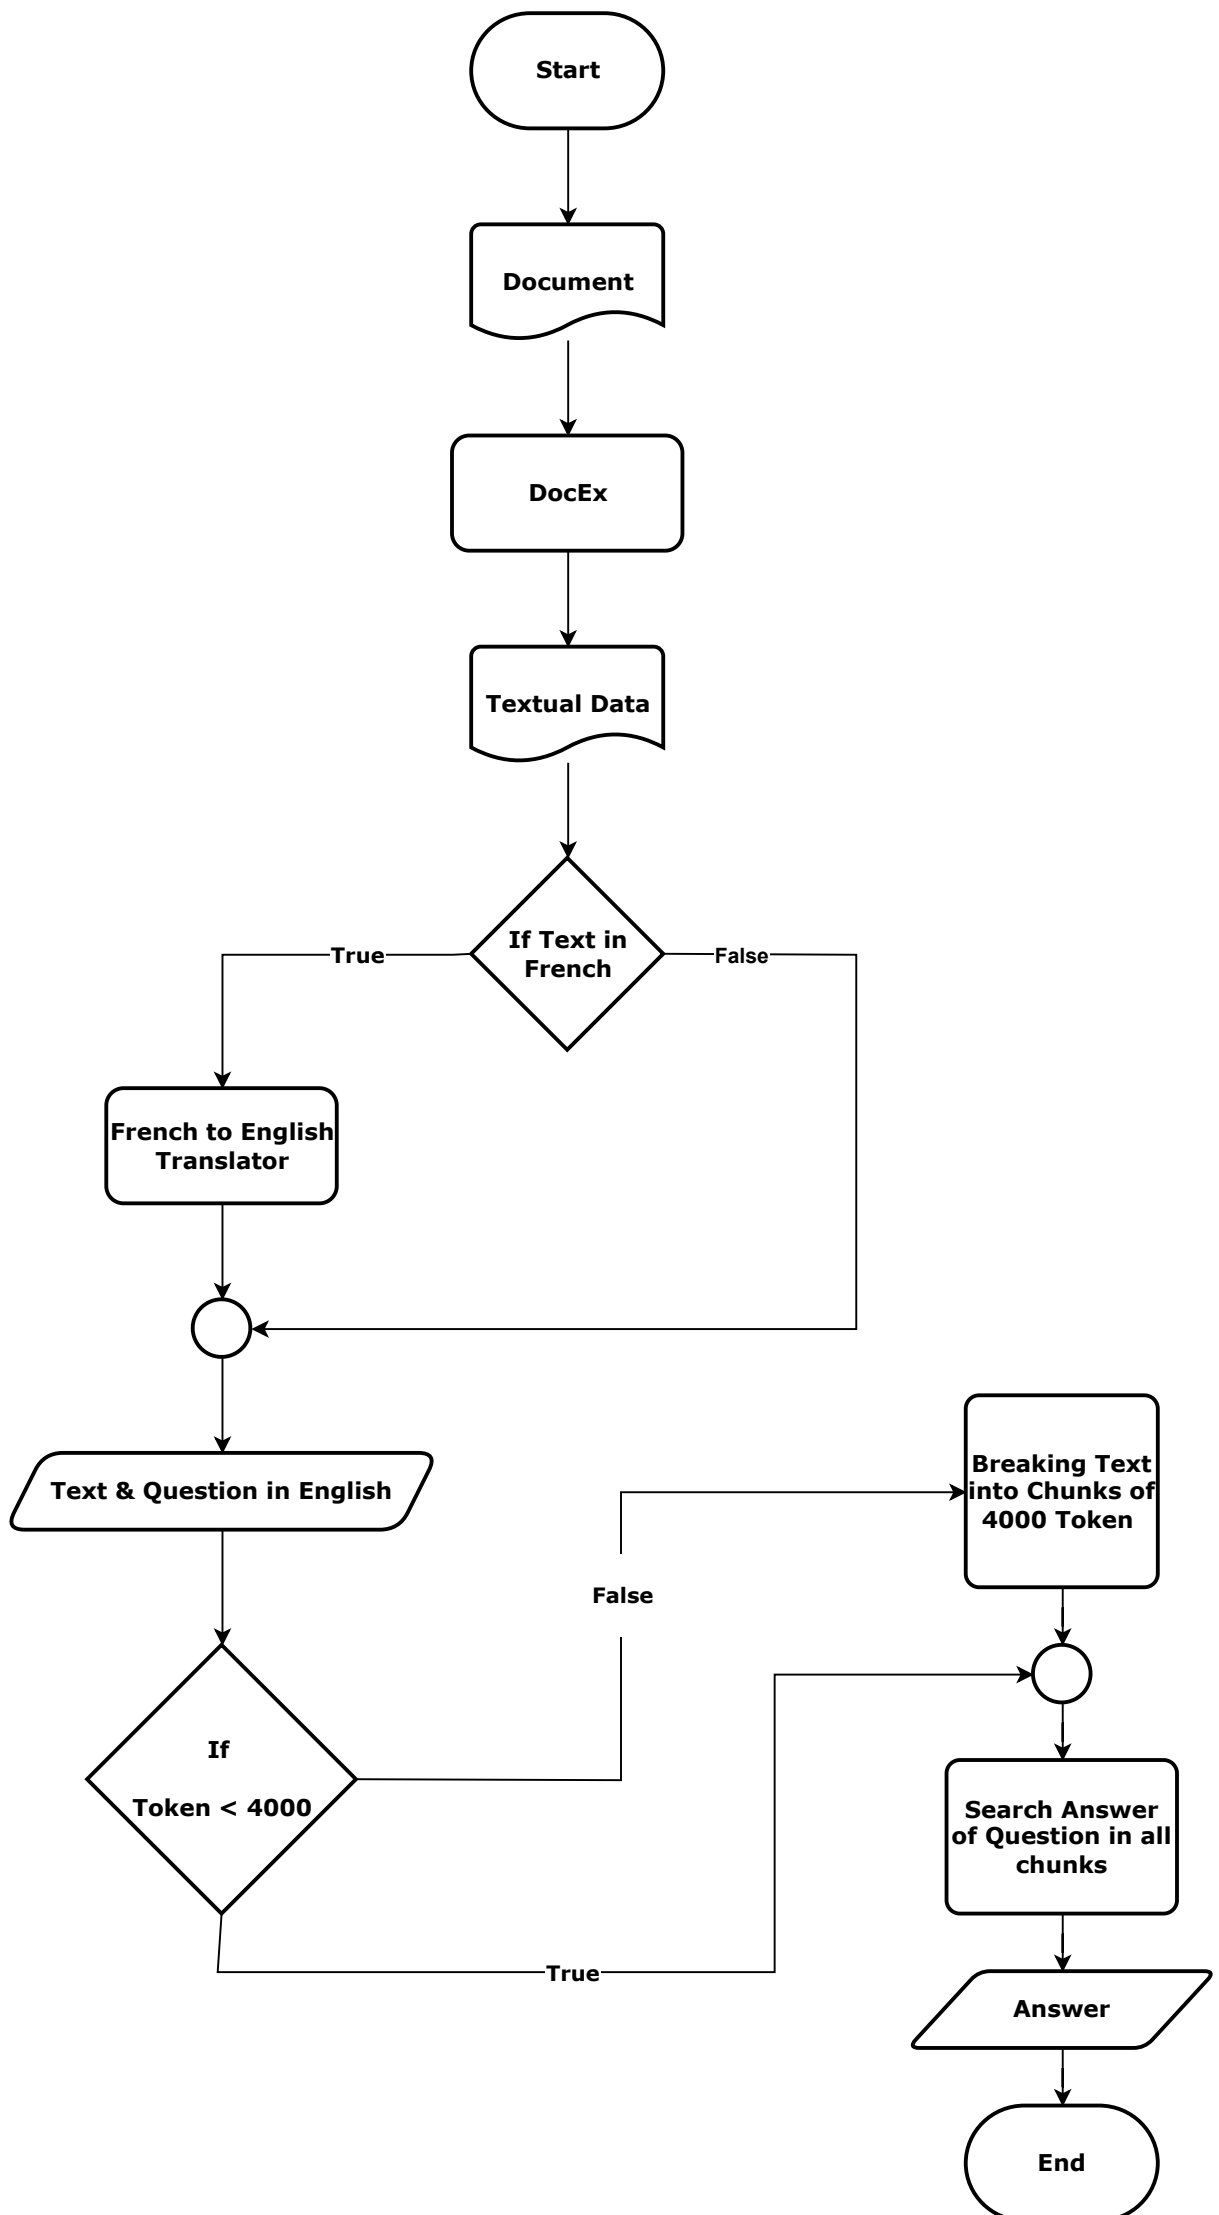 Start
Document
DocEx
Textual Data
If Text in
French
True
False
French to English
Translator
Text & Question in English
Breaking Text
into Chunks of
4000 Token
False
If
Token < 4000
True
Search Answer
of Question in all
chunks
Answer
End